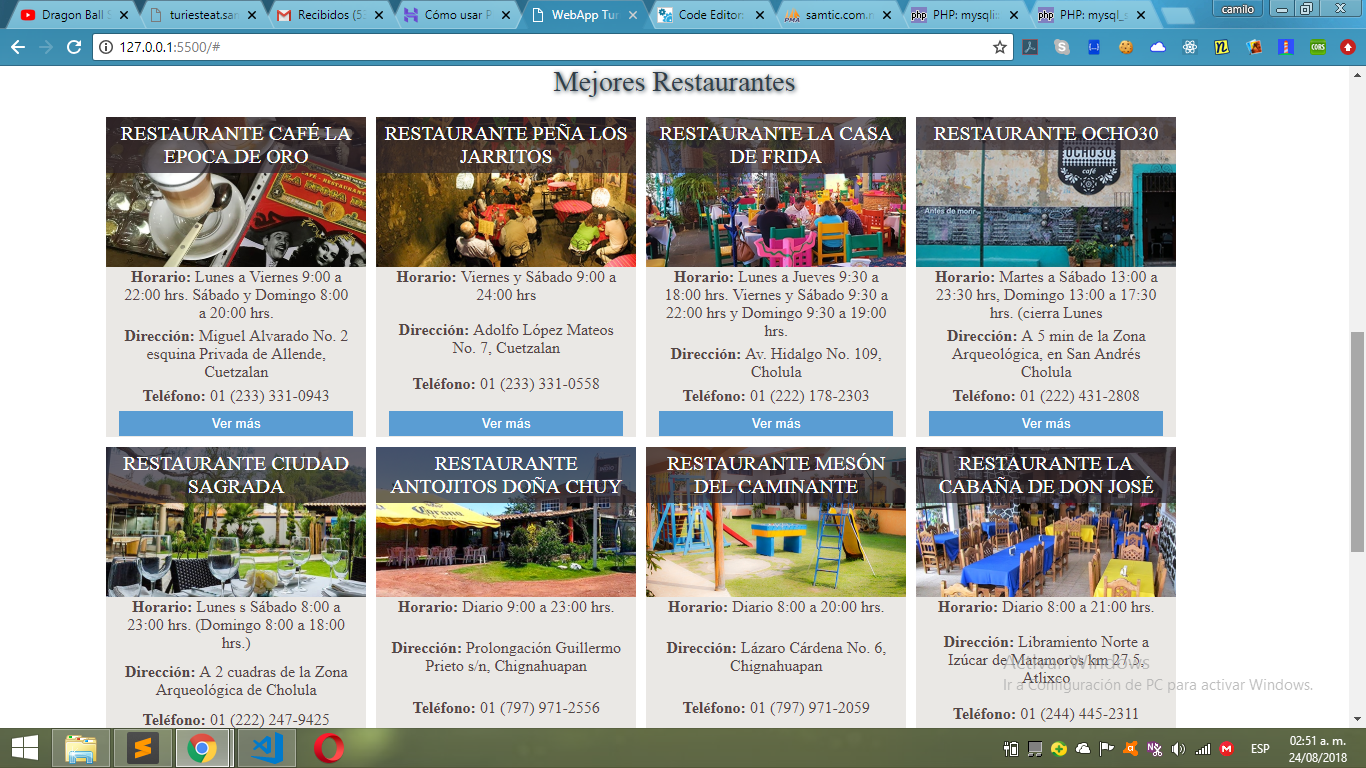 Dragon Ball S
turiesteat.san
Recibidos (53
Cómo usar P
WebApp Tur
Code Editor
samtic.com.m
PHP: mysqli
PHP: mysql_s
camilo
127.0.0.1:5500/#
Mejores Restaurantes
RESTAURANTE CAFÉ LA
EPOCA DE ORO
Horario: Lunes a Viernes 9:00 a
22:00 hrs. Sábado y Domingo 8:00
a 20:00 hrs.
Dirección: Miguel Alvarado No. 2
esquina Privada de Allende,
Cuetzalan
Teléfono: 01 (233) 331-0943
Ver más
RESTAURANTE PEÑA LOS
JARRITOS
Horario: Viernes y Sábado 9:00 a
24:00 hrs
Dirección: Adolfo López Mateos
No. 7, Cuetzalan
Teléfono: 01 (233) 331-0558
Ver más
RESTAURANTE LA CASA
DE FRIDA
Horario: Lunes a Jueves 9:30 a
18:00 hrs. Viernes y Sábado 9:30 a
22:00 hrs y Domingo 9:30 a 19:00
hrs.
Dirección: Av. Hidalgo No. 109,
Cholula
Teléfono: 01 (222) 178-2303
Ver más
RESTAURANTE OCHO30
OCHO30
café
Antes de morir
Horario: Martes a Sábado 13:00 a
23:30 hrs, Domingo 13:00 a 17:30
hrs. (cierra Lunes
Dirección: A 5 min de la Zona
Arqueológica, en San Andrés
Cholula
Teléfono: 01 (222) 431-2808
Ver más
RESTAURANTE CIUDAD
SAGRADA
Horario: Lunes s Sábado 8:00 a
23:00 hrs. (Domingo 8:00 a 18:00
hrs.)
Dirección: A 2 cuadras de la Zona
Arqueológica de Cholula
Teléfono: 01 (222) 247-9425
RESTAURANTE
ANTOJITOS DOÑA CHUY
Corona
Horario: Diario 9:00 a 23:00 hrs.
Dirección: Prolongación Guillermo
Prieto s/n, Chignahuapan
Teléfono: 01 (797) 971-2556
RESTAURANTE MESÓN
DEL CAMINANTE
Horario: Diario 8:00 a 20:00 hrs.
Dirección: Lázaro Cárdena No. 6,
Chignahuapan
Teléfono: 01 (797) 971-2059
RESTAURANTE LA
CABAÑA DE DON JOSÉ
Horario: Diario 8:00 a 21:00 hrs.
Dirección: Libramiento Norte a
Izúcar de Matamoros km 27.5,
Atlixco
Teléfono: 01 (244) 445-2311
Activar Windows
Ir a Configuración de PC para activar Windows.
ESP
02:51 a. m.
24/08/2018